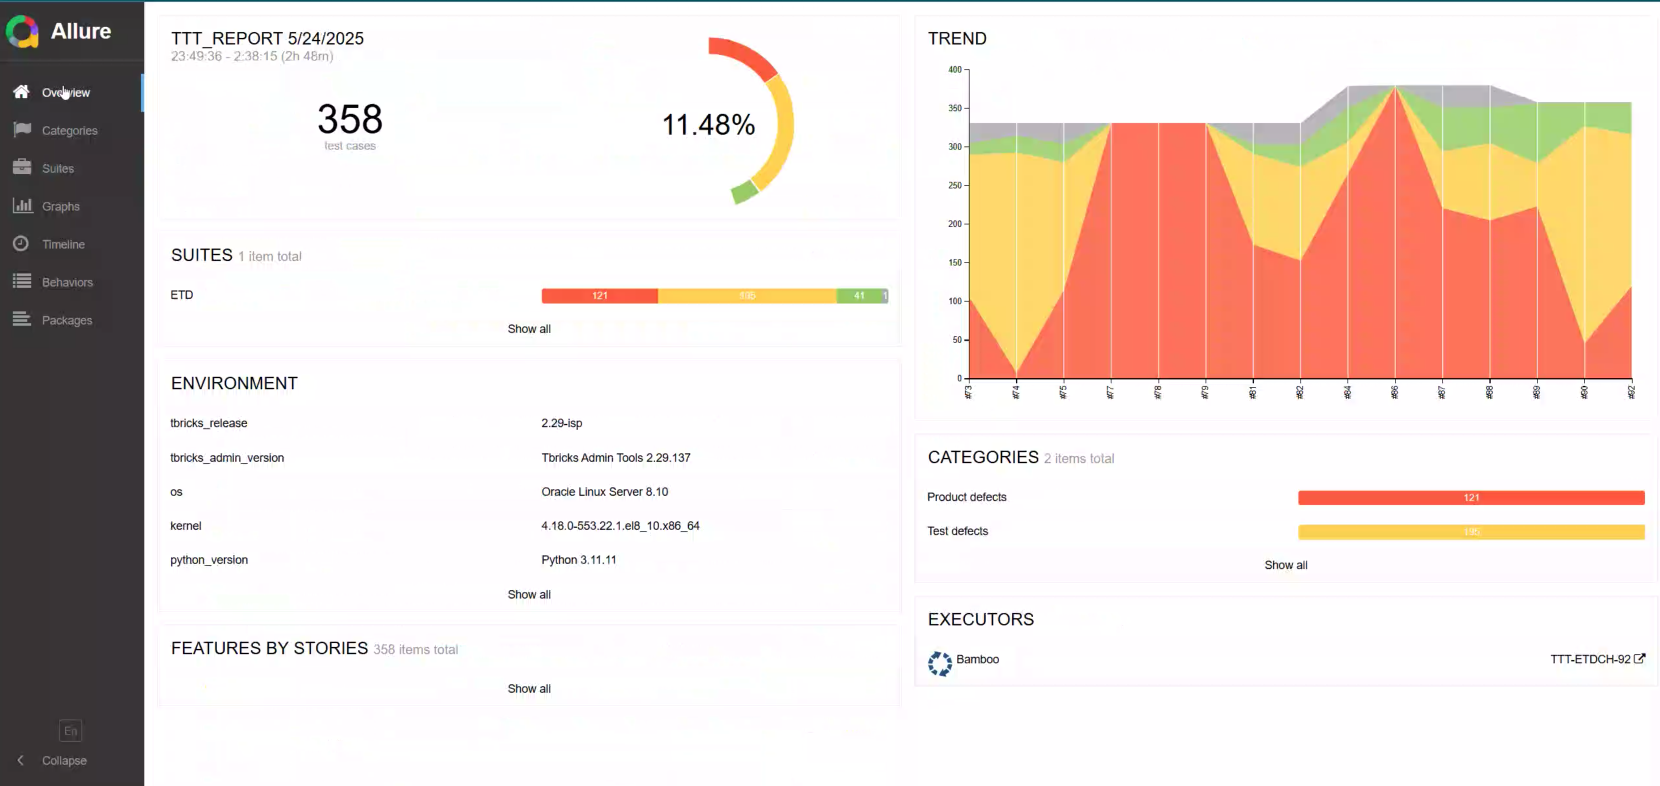 Allure
Overview
Categories
Suites
Graphs
Timeline
Behaviors
Packages
En
Collapse
TTT_REPORT 5/24/2025
23:49:36 - 2:38:15 (2h 48m)
358
test cases
11.48%
SUITES 1 item total
ETD
121 195 41 1
Show all
ENVIRONMENT
tbricks_release 2.29-isp
tbricks_admin_version Tbricks Admin Tools 2.29.137
os Oracle Linux Server 8.10
kernel 4.18.0-553.22.1.el8_10.x86_64
python_version Python 3.11.11
Show all
FEATURES BY STORIES 358 items total
Show all
TREND
400
350
300
250
200
150
100
50
0
#73 #74 #75 #77 #78 #79 #81 #82 #84 #86 #87 #88 #89 #90 #92
CATEGORIES 2 items total
Product defects 121
Test defects 195
Show all
EXECUTORS
Bamboo TTT-ETDCH-92